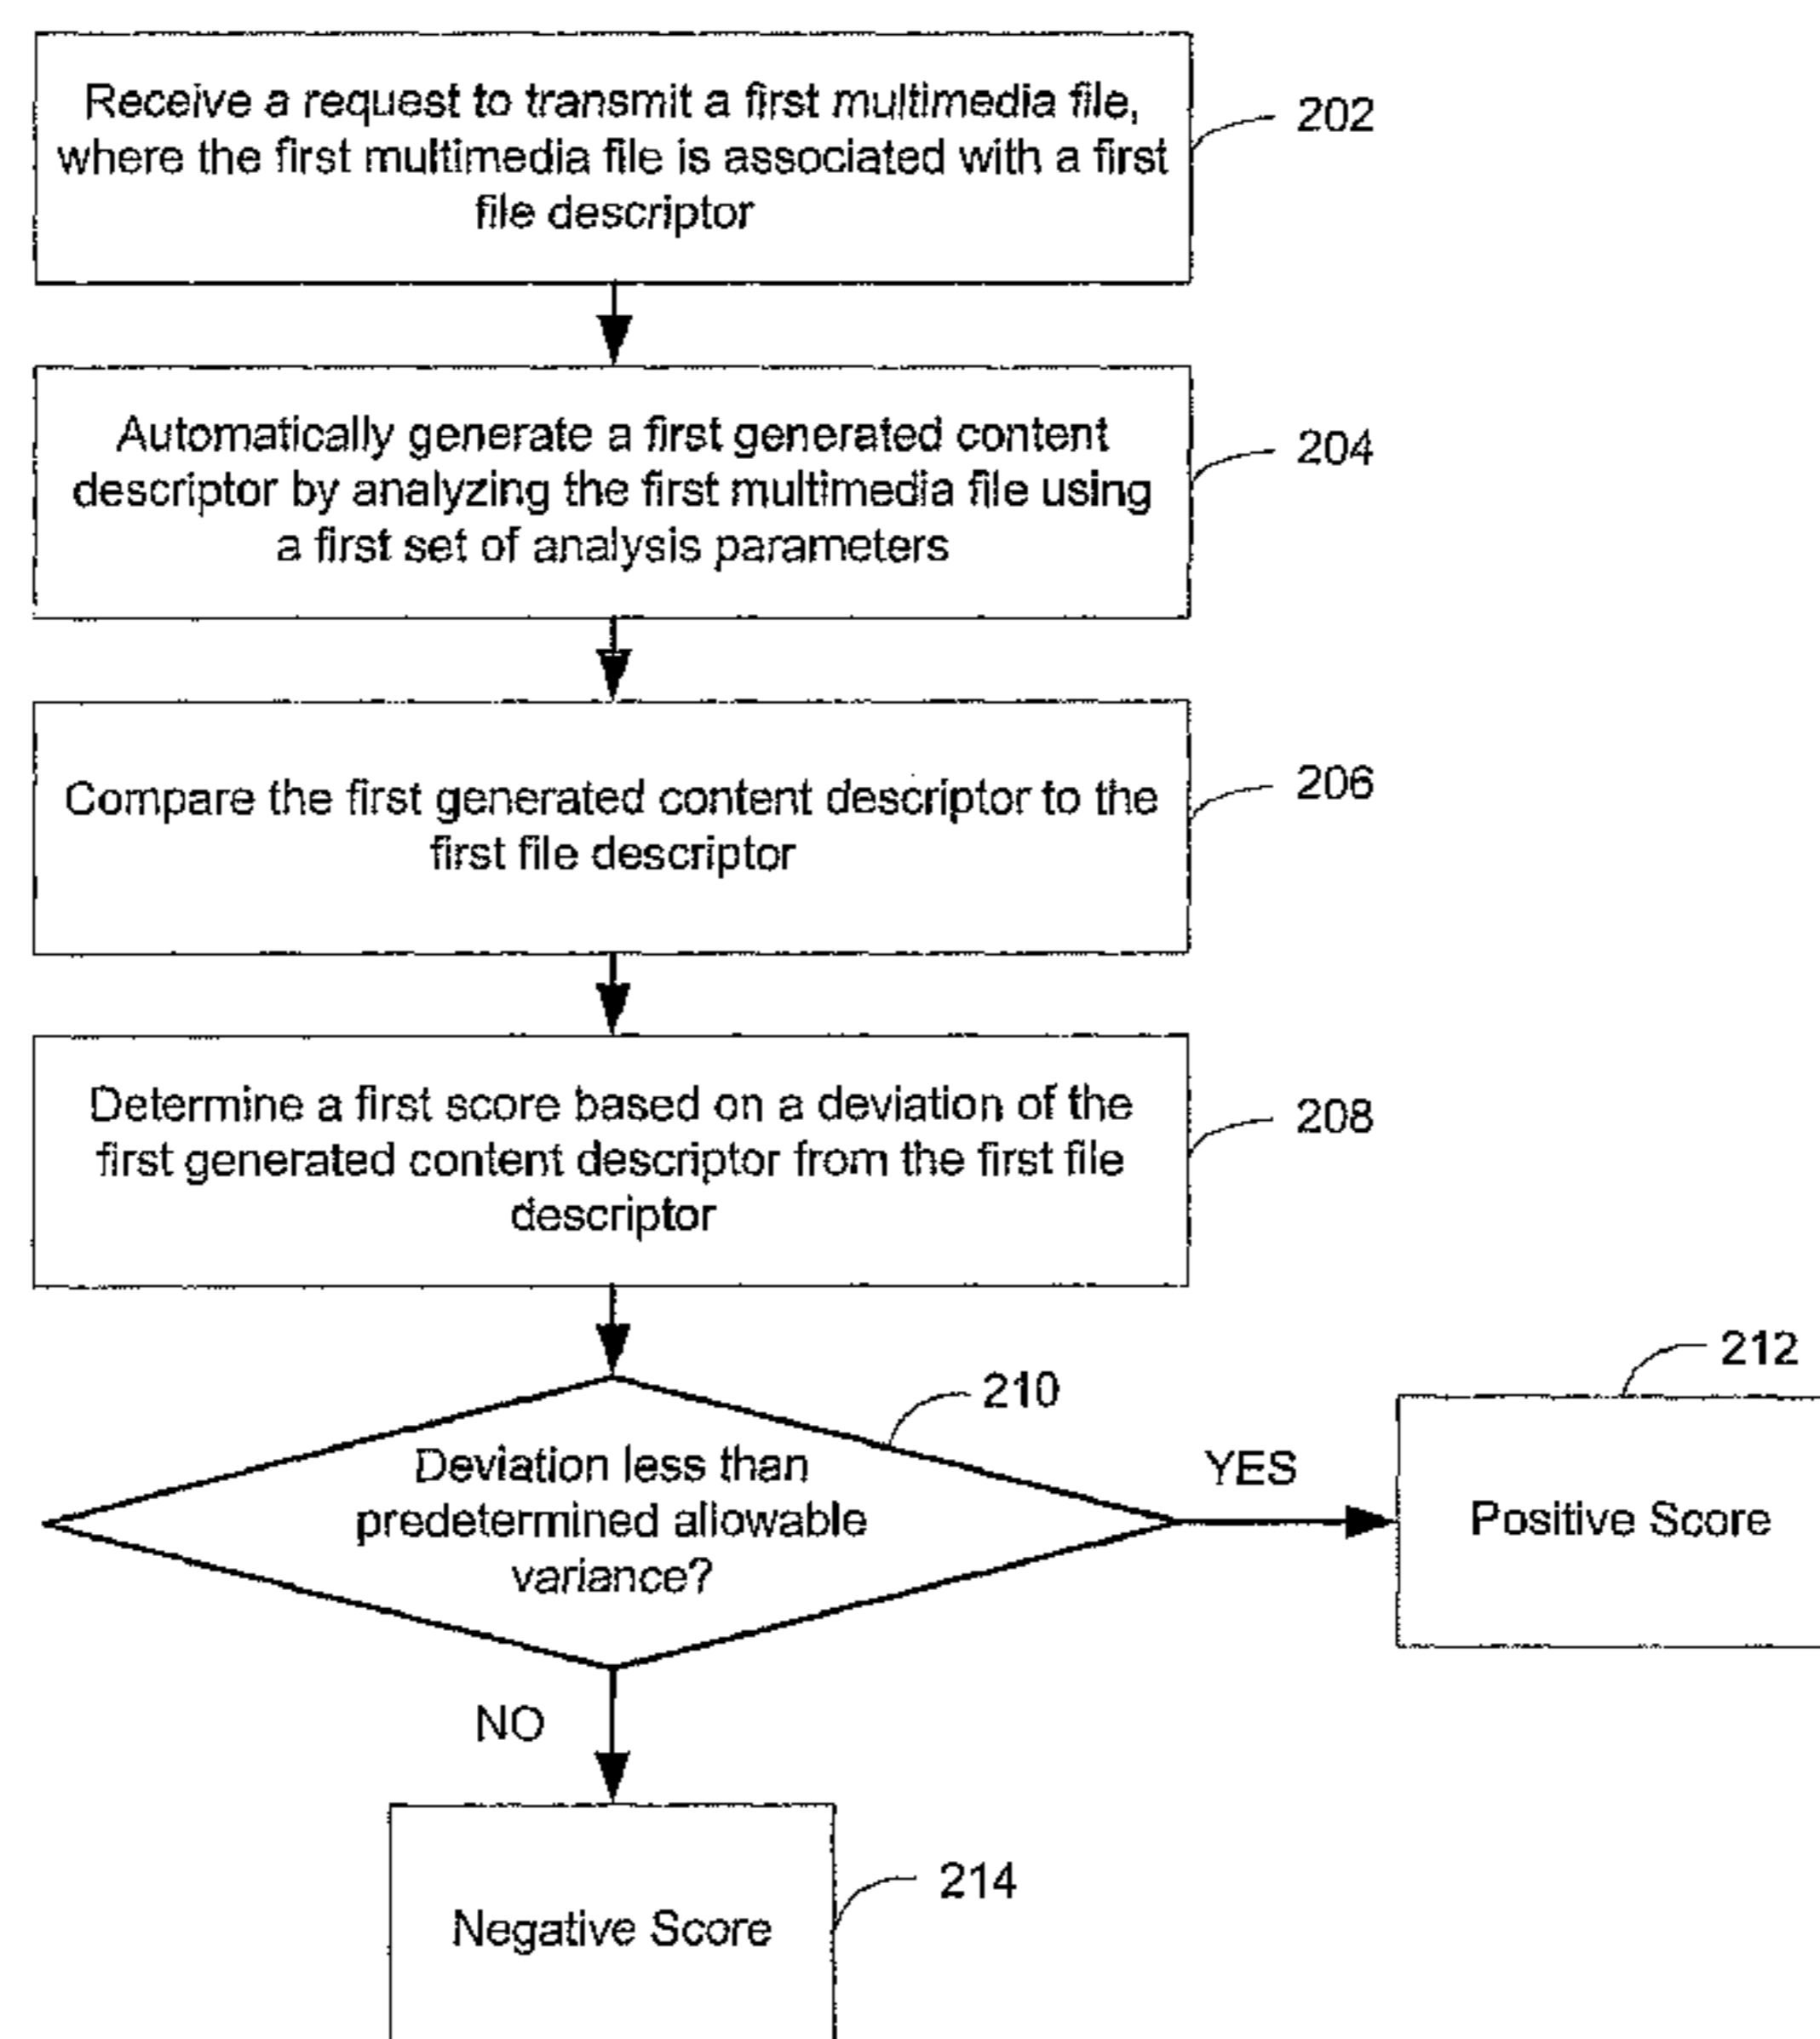 Receive a request to transmit a first multimedia file,
where the first multimedia file is associated with a first
file descriptor
202
Automatically generate a first generated content
descriptor by analyzing the first multimedia file using
a first set of analysis parameters
204
Compare the first generated content descriptor to the
first file descriptor
206
Determine a first score based on a deviation of the
first generated content descriptor from the first file
descriptor
208
Deviation less than
predetermined allowable
variance?
210
YES
212
Positive Score
NO
214
Negative Score